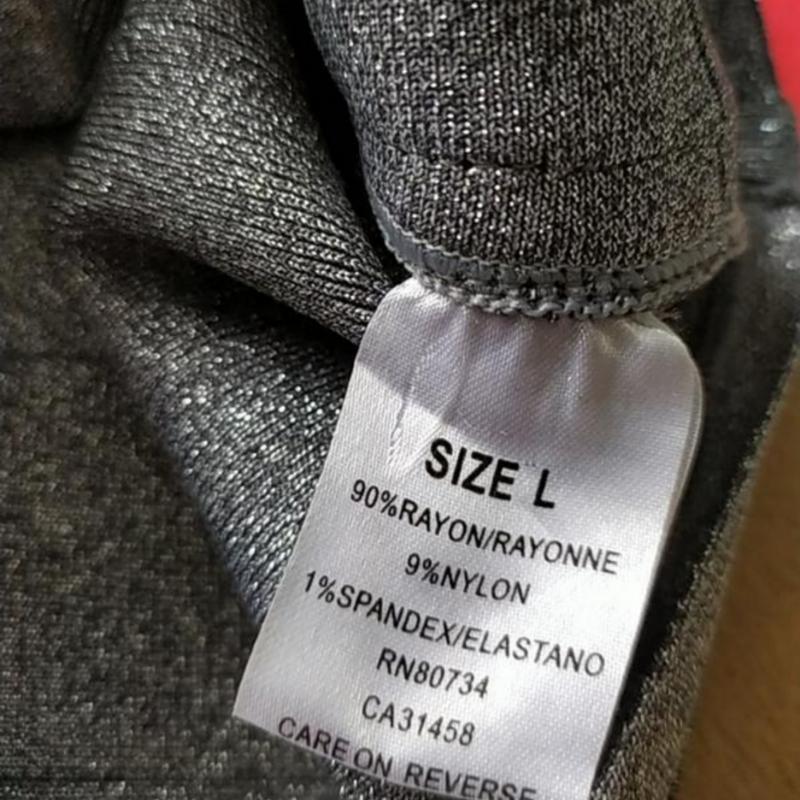 SIZE L
90%RAYON/RAYONNE
9%NYLON
1%SPANDEX/ELASTANO
RN80734
CA31458
CARE ON REVERSE